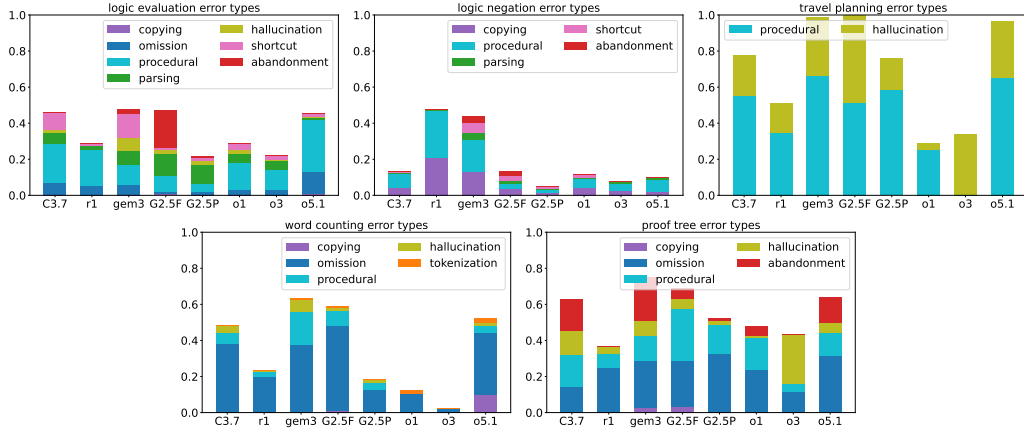 logic evaluation error types
1.0
0.8
0.6
0.4
0.2
0.0
copying
omission
procedural
parsing
hallucination
shortcut
abandonment
C3.7 r1 gem3 G2.5F G2.5P o1 o3 o5.1
logic negation error types
1.0
0.8
0.6
0.4
0.2
0.0
copying
procedural
parsing
shortcut
abandonment
C3.7 r1 gem3 G2.5F G2.5P o1 o3 o5.1
travel planning error types
1.0
0.8
0.6
0.4
0.2
0.0
procedural
hallucination
C3.7 r1 gem3 G2.5F G2.5P o1 o3 o5.1
word counting error types
1.0
0.8
0.6
0.4
0.2
0.0
copying
omission
procedural
hallucination
tokenization
C3.7 r1 gem3 G2.5F G2.5P o1 o3 o5.1
proof tree error types
1.0
0.8
0.6
0.4
0.2
0.0
copying
omission
procedural
hallucination
abandonment
C3.7 r1 gem3 G2.5F G2.5P o1 o3 o5.1